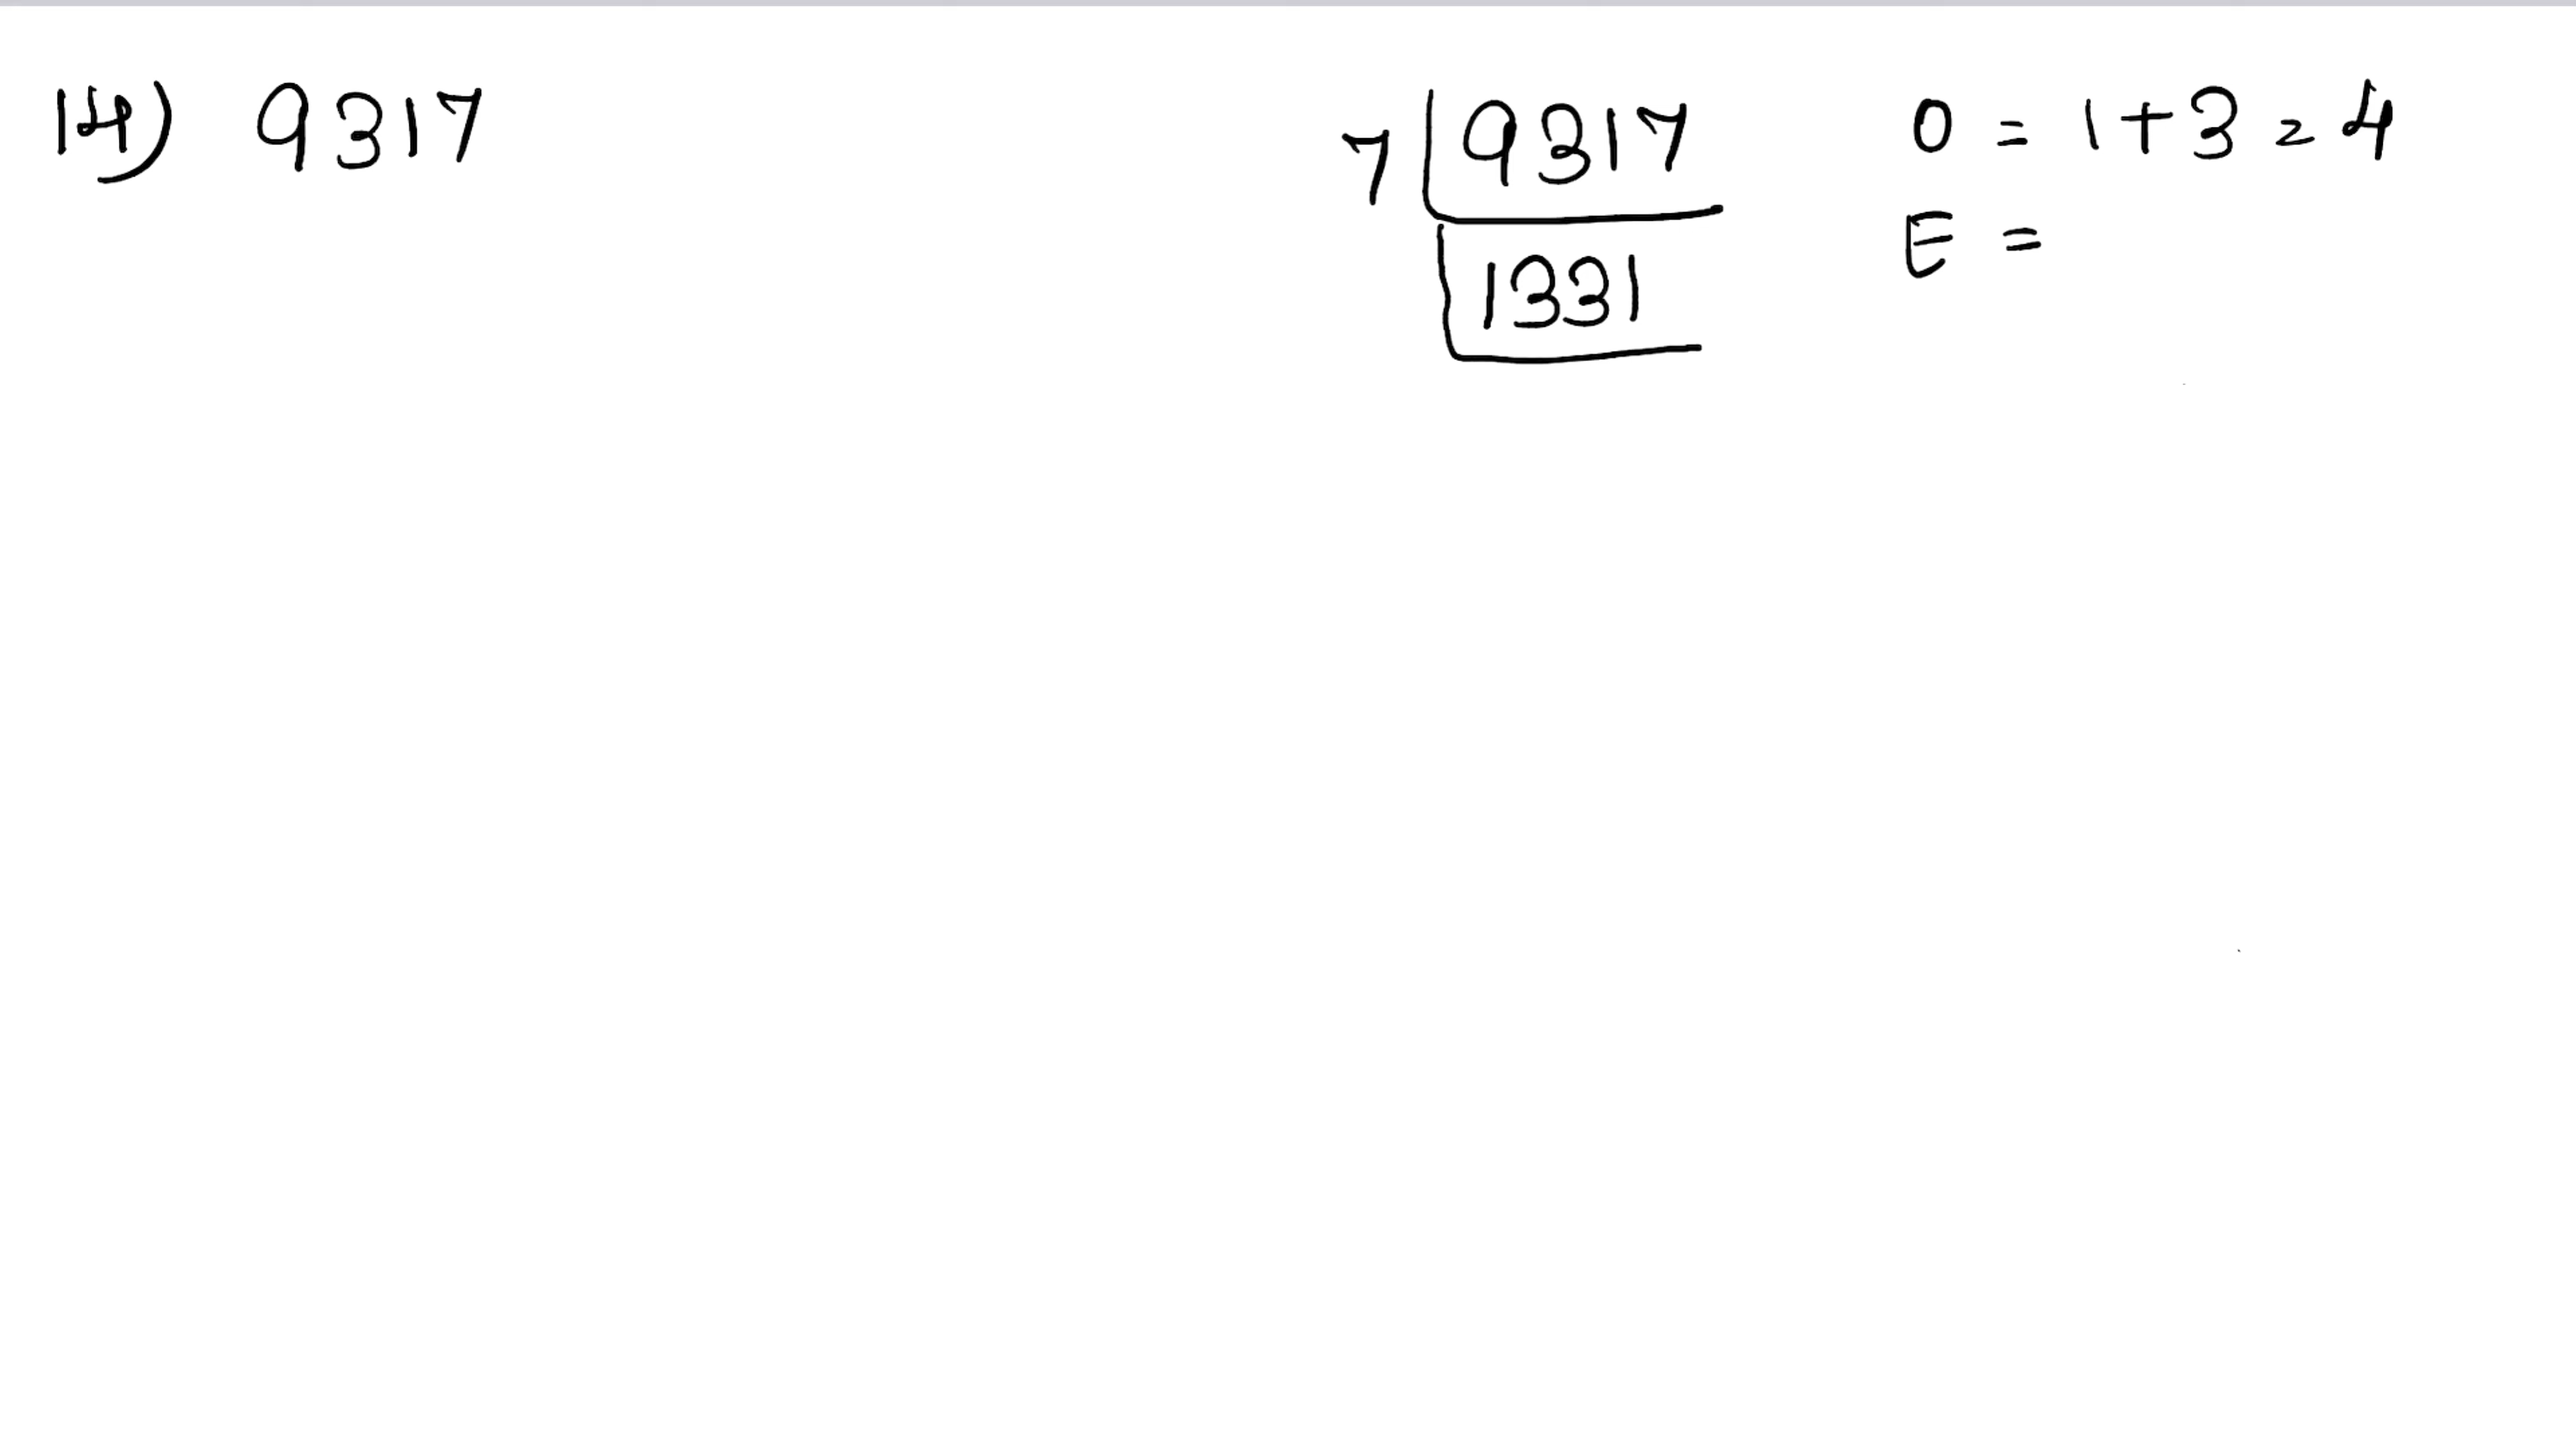 14) 9317
7 | 9317
1331
O = 1+3 = 4
E =